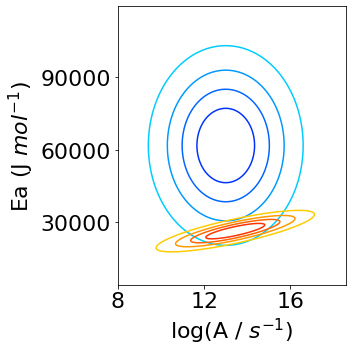 90000
60000
30000
Ea (J mol⁻¹)
8 12 16
log(A / s⁻¹)